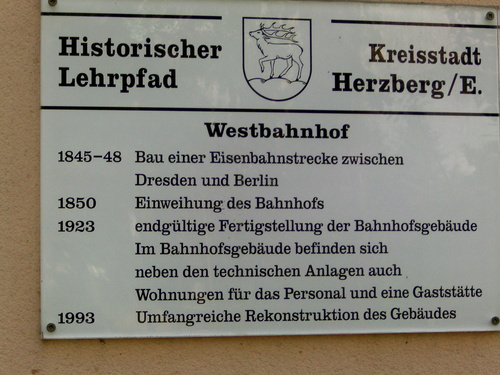 Historischer
Lehrpfad
Kreisstadt
Herzberg/E.
Westbahnhof
1845–48 Bau einer Eisenbahnstrecke zwischen
Dresden und Berlin
1850 Einweihung des Bahnhofs
1923 endgültige Fertigstellung der Bahnhofsgebäude
Im Bahnhofsgebäude befinden sich
neben den technischen Anlagen auch
Wohnungen für das Personal und eine Gaststätte
1993 Umfangreiche Rekonstruktion des Gebäudes